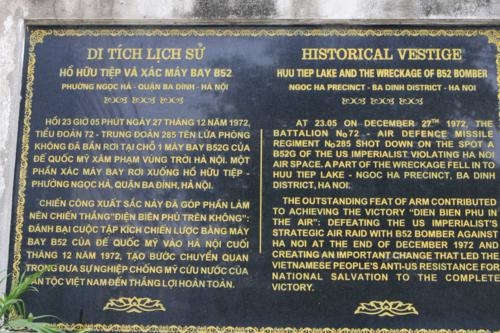 DI TÍCH LỊCH SỬ
HỒ HỮU TIỆP VÀ XÁC MÁY BAY B52
PHƯỜNG NGỌC HÀ - QUẬN BA ĐÌNH - HÀ NỘI
HỒI 23 GIỜ 05 PHÚT NGÀY 27 THÁNG 12 NĂM 1972,
TIỂU ĐOÀN 72 - TRUNG ĐOÀN 285 TÊN LỬA PHÒNG
KHÔNG ĐÃ BẮN RƠI TẠI CHỖ 1 MÁY BAY B52G CỦA
ĐẾ QUỐC MỸ XÂM PHẠM VÙNG TRỜI HÀ NỘI. MỘT
PHẦN XÁC MÁY BAY RƠI XUỐNG HỒ HỮU TIỆP -
PHƯỜNG NGỌC HÀ, QUẬN BA ĐÌNH, HÀ NỘI.
CHIẾN CÔNG XUẤT SẮC NÀY ĐÃ GÓP PHẦN LÀM
NÊN CHIẾN THẮNG "ĐIỆN BIÊN PHỦ TRÊN KHÔNG":
ĐÁNH BẠI CUỘC TẬP KÍCH CHIẾN LƯỢC BẰNG MÁY
BAY B52 CỦA ĐẾ QUỐC MỸ VÀO HÀ NỘI CUỐI
THÁNG 12 NĂM 1972, TẠO BƯỚC CHUYỂN QUAN
TRỌNG ĐƯA SỰ NGHIỆP CHỐNG MỸ CỨU NƯỚC CỦA
DÂN TỘC VIỆT NAM ĐẾN THẮNG LỢI HOÀN TOÀN.
HISTORICAL VESTIGE
HUU TIEP LAKE AND THE WRECKAGE OF B52 BOMBER
NGOC HA PRECINCT - BA DINH DISTRICT - HA NOI
AT 23.05 ON DECEMBER 27TH 1972, THE
BATTALION No72 - AIR DEFENCE MISSILE
REGIMENT No285 SHOT DOWN ON THE SPOT A
B52G OF THE US IMPERIALIST VIOLATING HA NOI
AIR SPACE. A PART OF THE WRECKAGE FELL IN TO
HUU TIEP LAKE - NGOC HA PRECINCT, BA DINH
DISTRICT, HA NOI.
THE OUTSTANDING FEAT OF ARM CONTRIBUTED
TO ACHIEVING THE VICTORY "DIEN BIEN PHU IN
THE AIR": DEFEATING THE US IMPERIALIST'S
STRATEGIC AIR RAID WITH B52 BOMBER AGAINST
HA NOI AT THE END OF DECEMBER 1972 AND
CREATING AN IMPORTANT CHANGE THAT LED THE
VIETNAMESE PEOPLE'S ANTI-US RESISTANCE FOR
NATIONAL SALVATION TO THE COMPLETE
VICTORY.